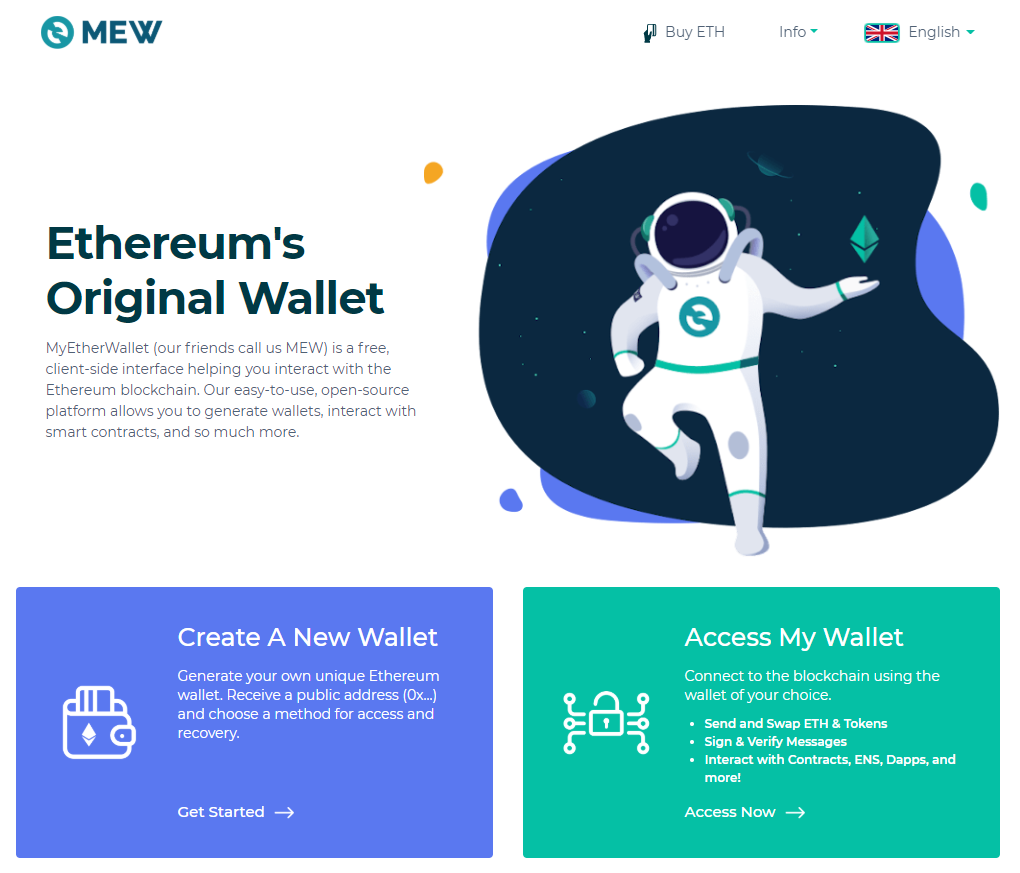 MEW
Buy ETH
Info
English
Ethereum's
Original Wallet
MyEtherWallet (our friends call us MEW) is a free,
client-side interface helping you interact with the
Ethereum blockchain. Our easy-to-use, open-source
platform allows you to generate wallets, interact with
smart contracts, and so much more.
Create A New Wallet
Generate your own unique Ethereum
wallet. Receive a public address (0x...)
and choose a method for access and
recovery.
Get Started
Access My Wallet
Connect to the blockchain using the
wallet of your choice.
• Send and Swap ETH & Tokens
• Sign & Verify Messages
• Interact with Contracts, ENS, Dapps, and
more!
Access Now